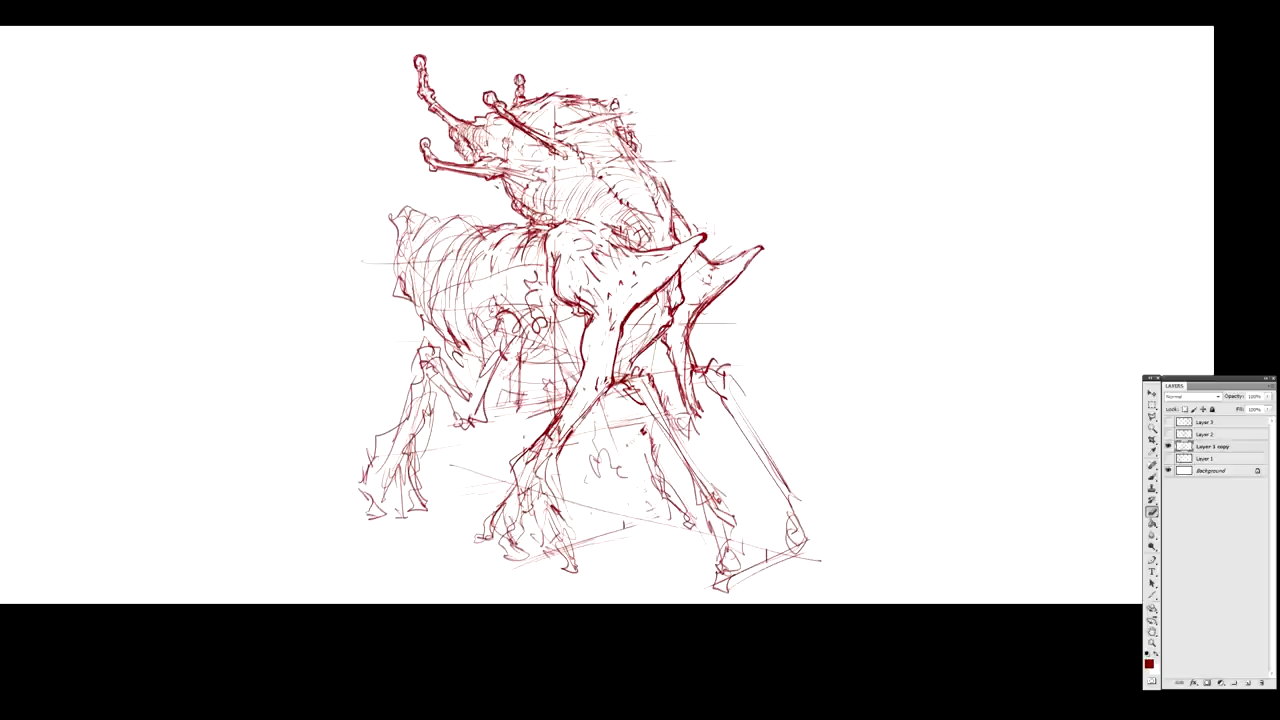 LAYERS
Normal Opacity: 100%
Lock: Fill: 100%
Layer 3
Layer 2
Layer 1 copy
Layer 1
Background